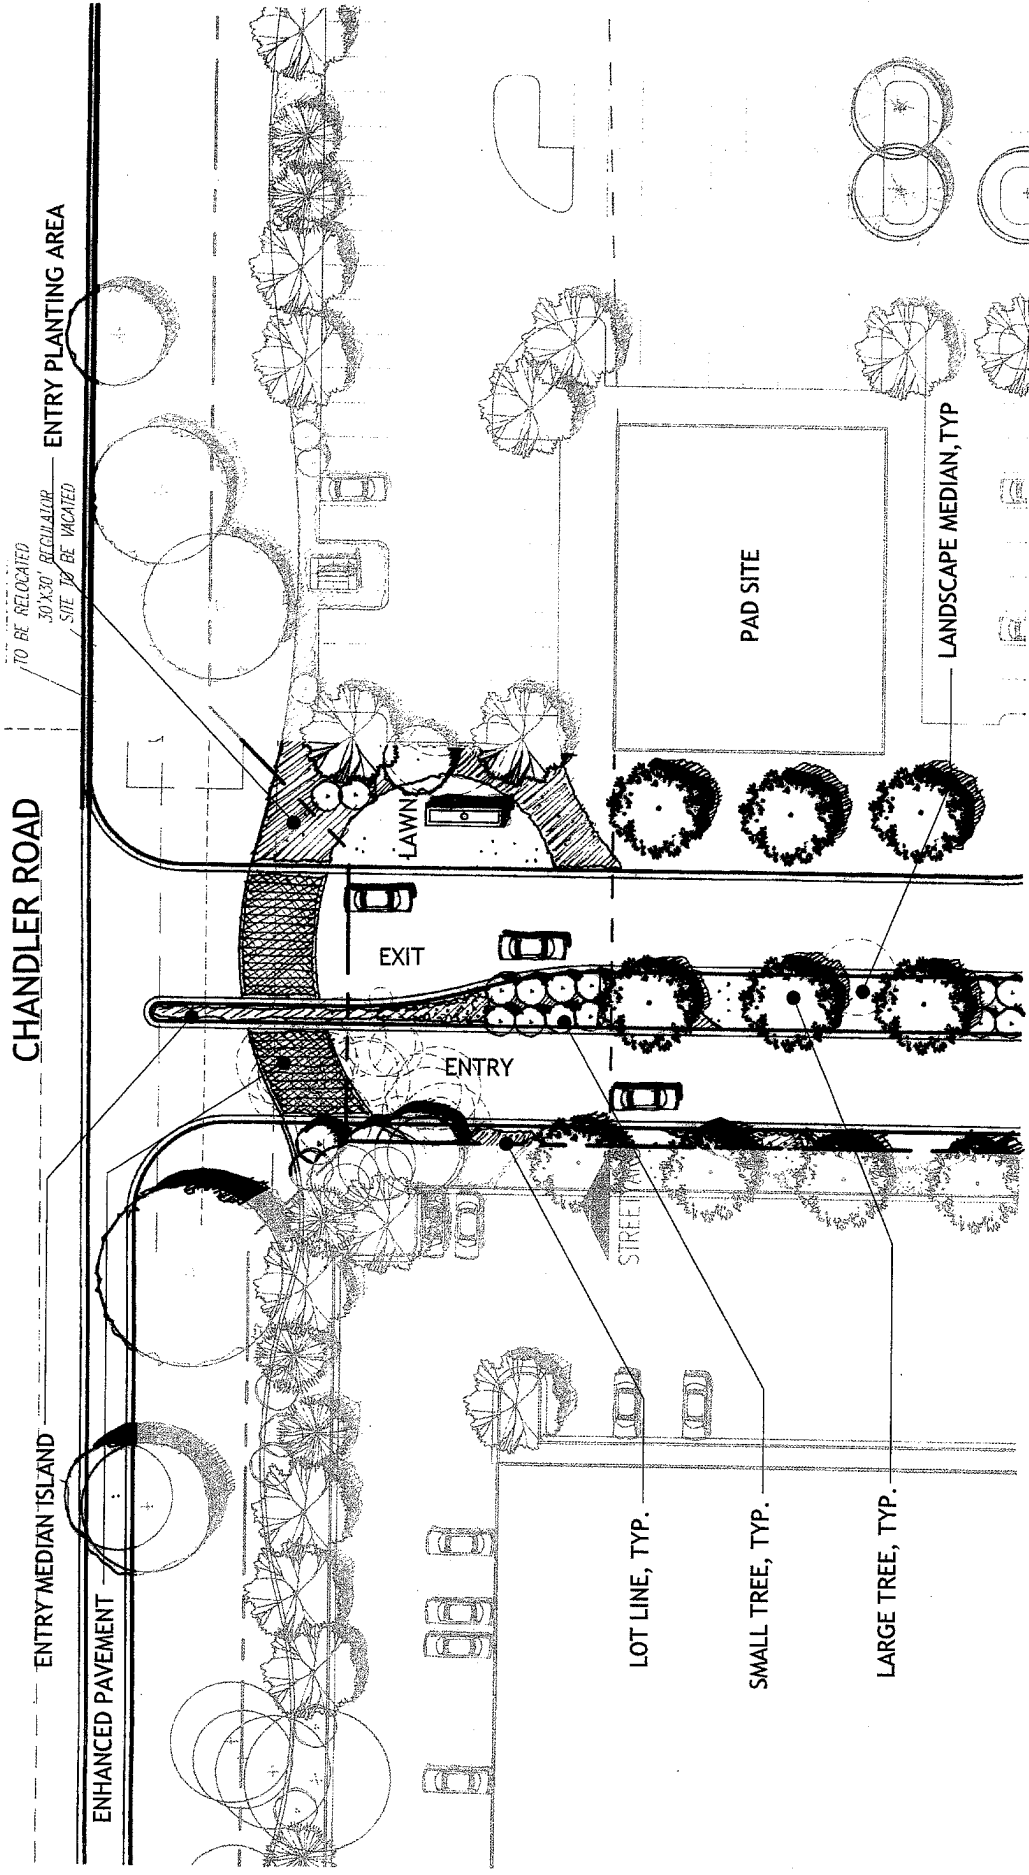 CHANDLER ROAD
TO BE RELOCATED
30'X30' REGULATOR
SITE TO BE VACATED
ENTRY PLANTING AREA
ENTRY MEDIAN ISLAND
ENHANCED PAVEMENT
LAWN
EXIT
ENTRY
PAD SITE
LANDSCAPE MEDIAN, TYP
LOT LINE, TYP.
SMALL TREE, TYP.
LARGE TREE, TYP.